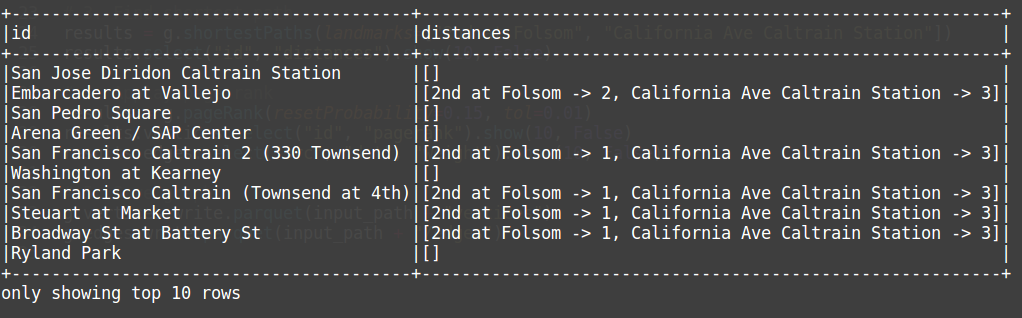 +----------------------------------------+----------------------------------------------------------+
|id                                      |distances                                                 |
+----------------------------------------+----------------------------------------------------------+
|San Jose Diridon Caltrain Station       |[]                                                        |
|Embarcadero at Vallejo                  |[2nd at Folsom -> 2, California Ave Caltrain Station -> 3]|
|San Pedro Square                        |[]                                                        |
|Arena Green / SAP Center                |[]                                                        |
|San Francisco Caltrain 2 (330 Townsend) |[2nd at Folsom -> 1, California Ave Caltrain Station -> 3]|
|Washington at Kearney                   |[]                                                        |
|San Francisco Caltrain (Townsend at 4th)|[2nd at Folsom -> 1, California Ave Caltrain Station -> 3]|
|Steuart at Market                       |[2nd at Folsom -> 1, California Ave Caltrain Station -> 3]|
|Broadway St at Battery St               |[2nd at Folsom -> 1, California Ave Caltrain Station -> 3]|
|Ryland Park                             |[]                                                        |
+----------------------------------------+----------------------------------------------------------+
only showing top 10 rows